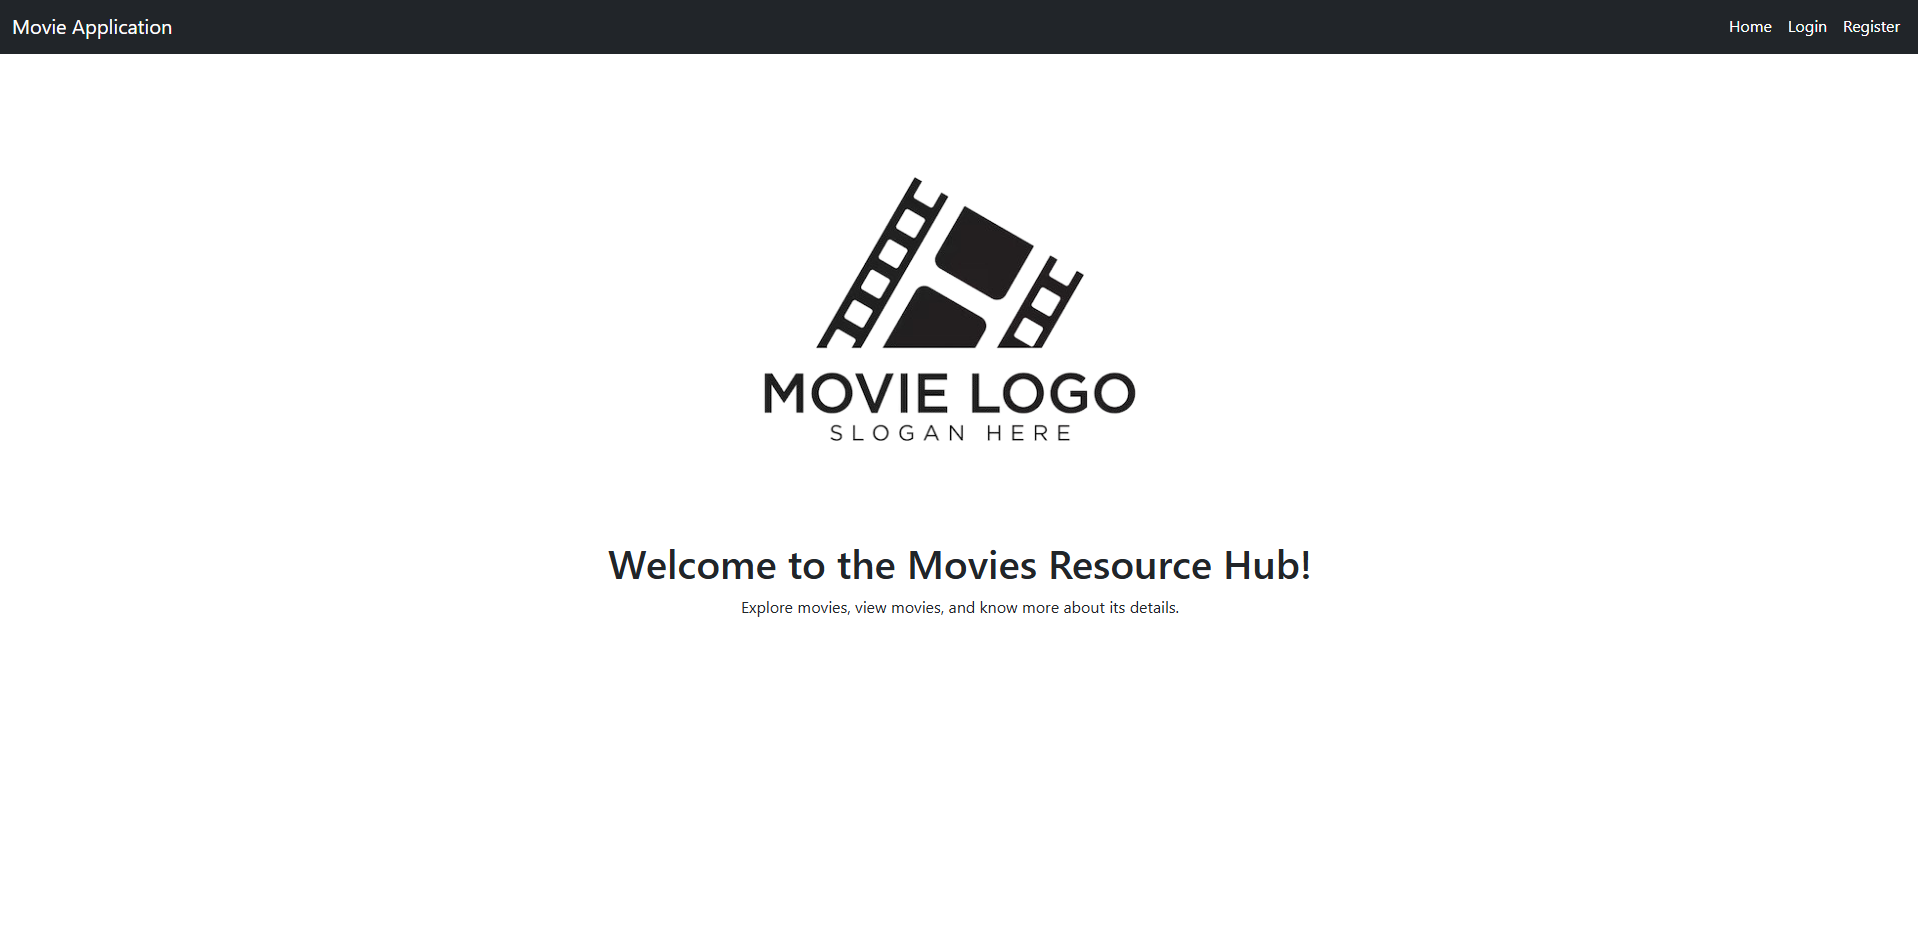 Movie Application
Home Login Register
MOVIE LOGO
SLOGAN HERE
Welcome to the Movies Resource Hub!
Explore movies, view movies, and know more about its details.